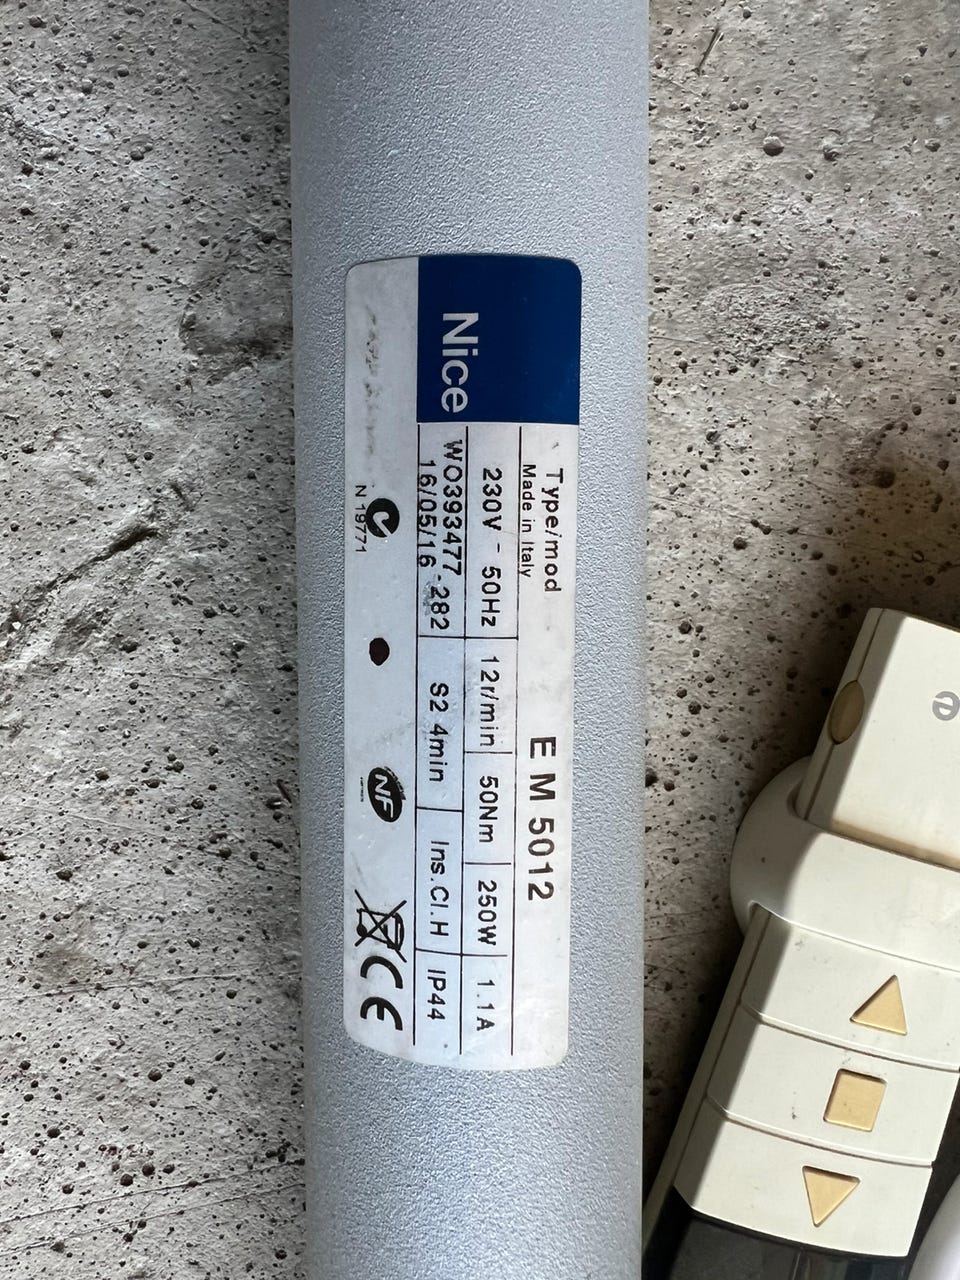 Nice
Type/mod E M 5012
Made in Italy
230V - 50Hz 12r/min 50Nm 250W 1.1A
WO393477-282 S2 4min Ins.Cl.H IP44
16/05/16
N 19771
NF
CE
e